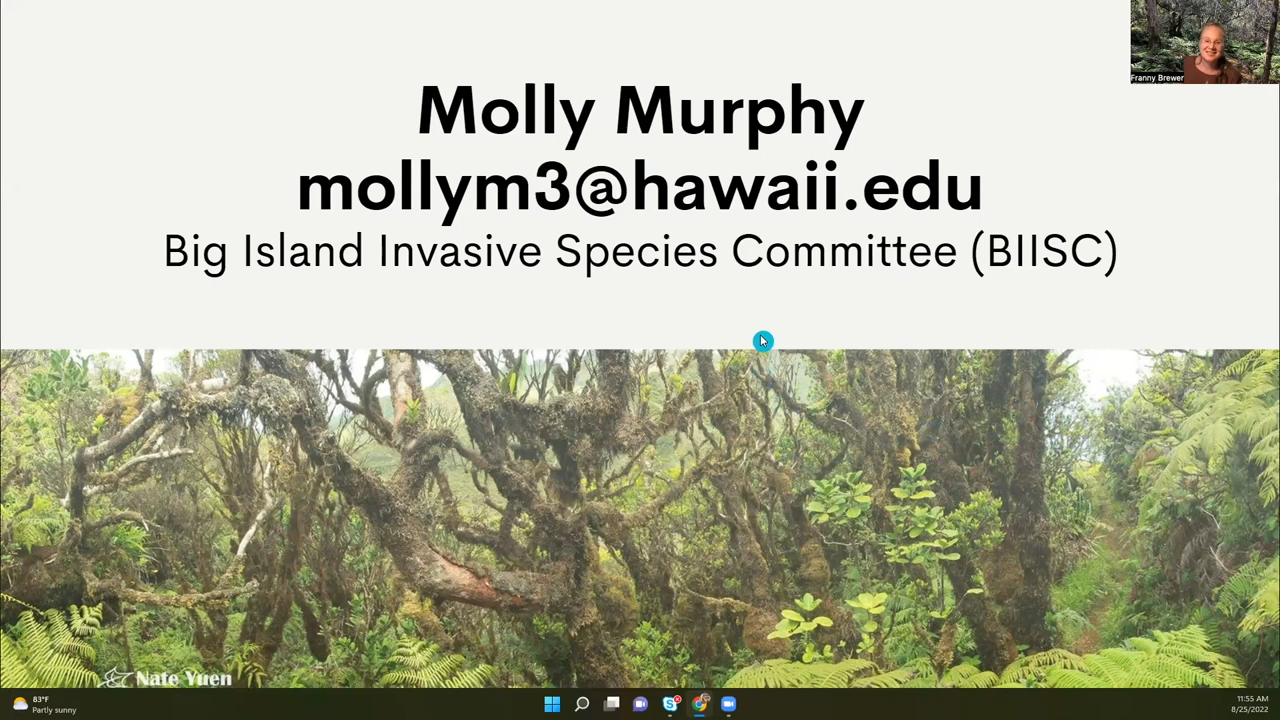 Franny Brewer
Molly Murphy
mollym3@hawaii.edu
Big Island Invasive Species Committee (BIISC)
Nate Yuen
83°F
Partly sunny
11:55 AM
8/25/2022